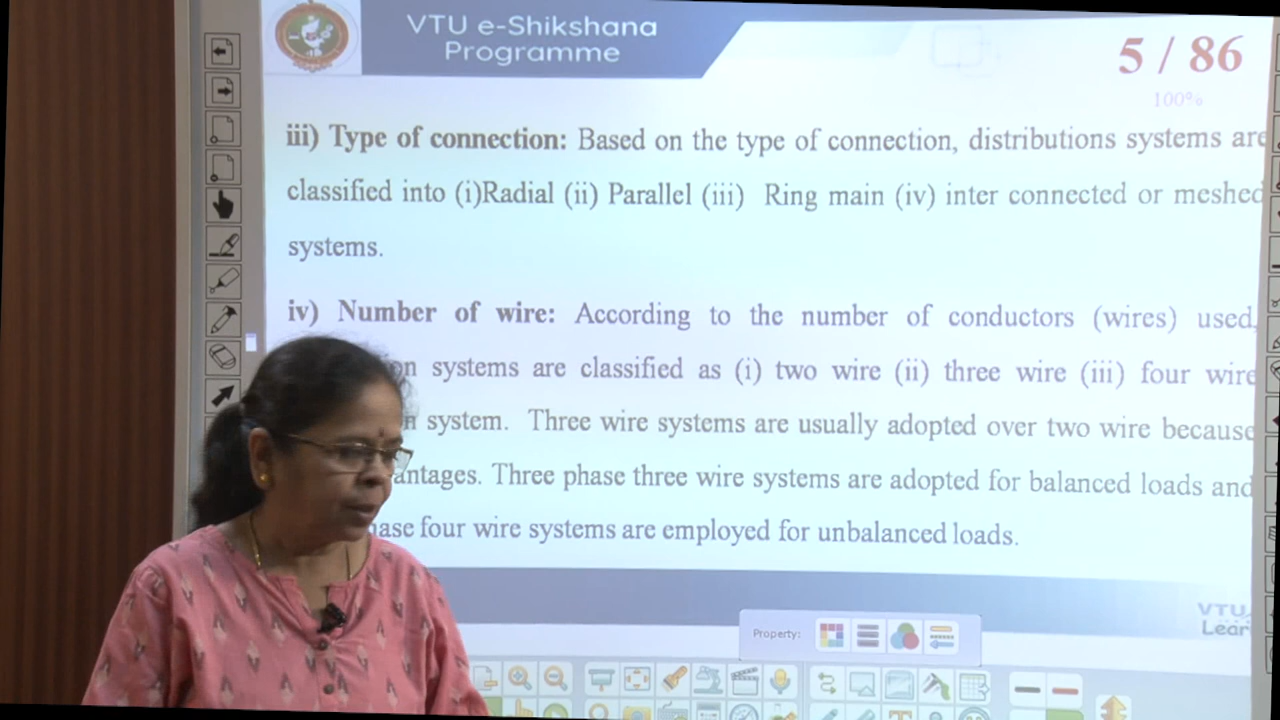 VTU e-Shikshana
Programme
5 / 86
100%
iii) Type of connection: Based on the type of connection, distributions systems are
classified into (i)Radial (ii) Parallel (iii) Ring main (iv) inter connected or meshed
systems.
iv) Number of wire: According to the number of conductors (wires) used,
systems are classified as (i) two wire (ii) three wire (iii) four wire
system. Three wire systems are usually adopted over two wire because
Three phase three wire systems are adopted for balanced loads and
four wire systems are employed for unbalanced loads.
VTU
Property: